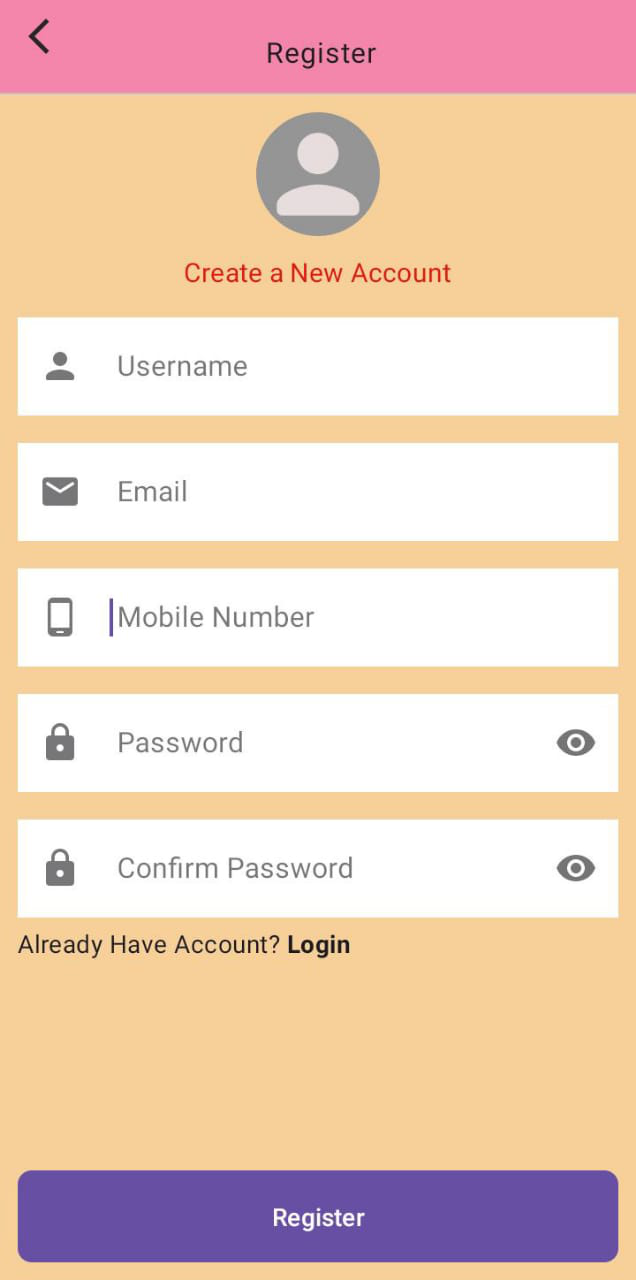 Register
Create a New Account
Username
Email
Mobile Number
Password
Confirm Password
Already Have Account? Login
Register